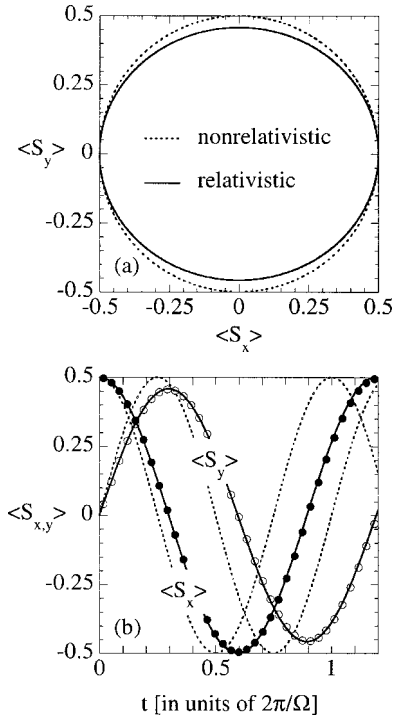 0.5
0.25
<S_y>
0
-0.25
-0.5
nonrelativistic
relativistic
(a)
-0.5 -0.25 0 0.25 0.5
<S_x>
0.5
0.25
<S_x,y>
0
-0.25
-0.5
<S_y>
<S_x>
(b)
0 0.5 1
t [in units of 2π/Ω]